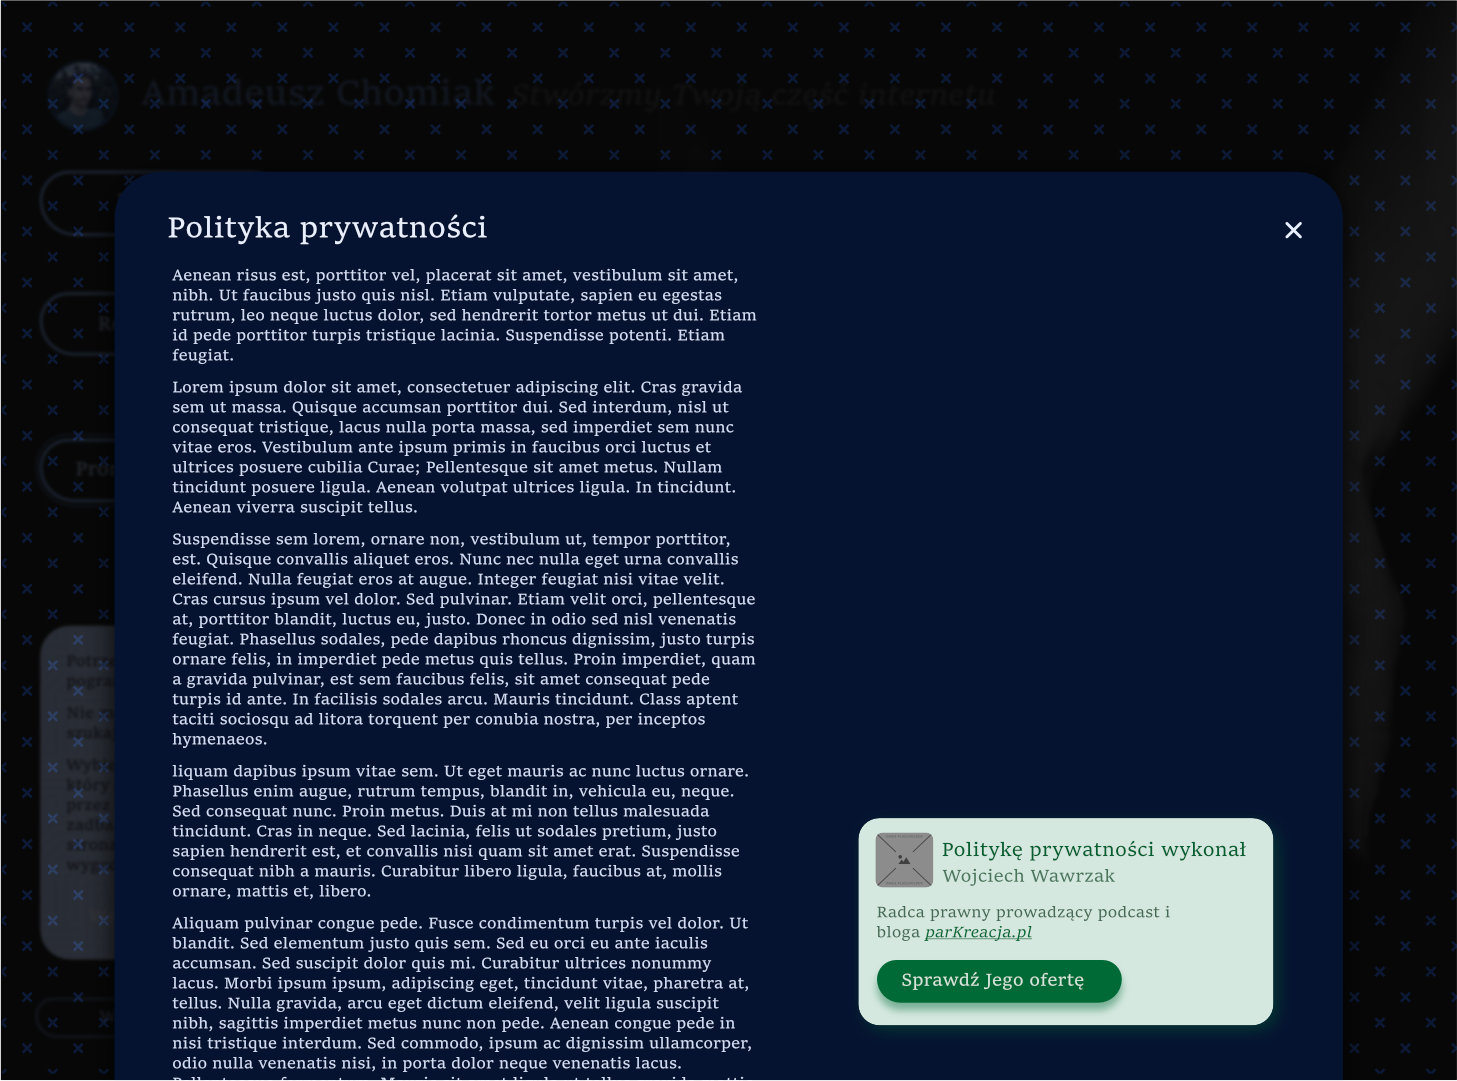 Amadeusz Chomiak Stwórzmy Twoją część internetu
Polityka prywatności
Aenean risus est, porttitor vel, placerat sit amet, vestibulum sit amet,
nibh. Ut faucibus justo quis nisl. Etiam vulputate, sapien eu egestas
rutrum, leo neque luctus dolor, sed hendrerit tortor metus ut dui. Etiam
id pede porttitor turpis tristique lacinia. Suspendisse potenti. Etiam
feugiat.
Lorem ipsum dolor sit amet, consectetuer adipiscing elit. Cras gravida
sem ut massa. Quisque accumsan porttitor dui. Sed interdum, nisl ut
consequat tristique, lacus nulla porta massa, sed imperdiet sem nunc
vitae eros. Vestibulum ante ipsum primis in faucibus orci luctus et
ultrices posuere cubilia Curae; Pellentesque sit amet metus. Nullam
tincidunt posuere ligula. Aenean volutpat ultrices ligula. In tincidunt.
Aenean viverra suscipit tellus.
Suspendisse sem lorem, ornare non, vestibulum ut, tempor porttitor,
est. Quisque convallis aliquet eros. Nunc nec nulla eget urna convallis
eleifend. Nulla feugiat eros at augue. Integer feugiat nisi vitae velit.
Cras cursus ipsum vel dolor. Sed pulvinar. Etiam velit orci, pellentesque
at, porttitor blandit, luctus eu, justo. Donec in odio sed nisl venenatis
feugiat. Phasellus sodales, pede dapibus rhoncus dignissim, justo turpis
ornare felis, in imperdiet pede metus quis tellus. Proin imperdiet, quam
a gravida pulvinar, est sem faucibus felis, sit amet consequat pede
turpis id ante. In facilisis sodales arcu. Mauris tincidunt. Class aptent
taciti sociosqu ad litora torquent per conubia nostra, per inceptos
hymenaeos.
liquam dapibus ipsum vitae sem. Ut eget mauris ac nunc luctus ornare.
Phasellus enim augue, rutrum tempus, blandit in, vehicula eu, neque.
Sed consequat nunc. Proin metus. Duis at mi non tellus malesuada
tincidunt. Cras in neque. Sed lacinia, felis ut sodales pretium, justo
sapien hendrerit est, et convallis nisi quam sit amet erat. Suspendisse
consequat nibh a mauris. Curabitur libero ligula, faucibus at, mollis
ornare, mattis et, libero.
Aliquam pulvinar congue pede. Fusce condimentum turpis vel dolor. Ut
blandit. Sed elementum justo quis sem. Sed eu orci eu ante iaculis
accumsan. Sed suscipit dolor quis mi. Curabitur ultrices nonummy
lacus. Morbi ipsum ipsum, adipiscing eget, tincidunt vitae, pharetra at,
tellus. Nulla gravida, arcu eget dictum eleifend, velit ligula suscipit
nibh, sagittis imperdiet metus nunc non pede. Aenean congue pede in
nisi tristique interdum. Sed commodo, ipsum ac dignissim ullamcorper,
odio nulla venenatis nisi, in porta dolor neque venenatis lacus.
Politykę prywatności wykonał
Wojciech Wawrzak
Radca prawny prowadzący podcast i
bloga parKreacja.pl
Sprawdź Jego ofertę